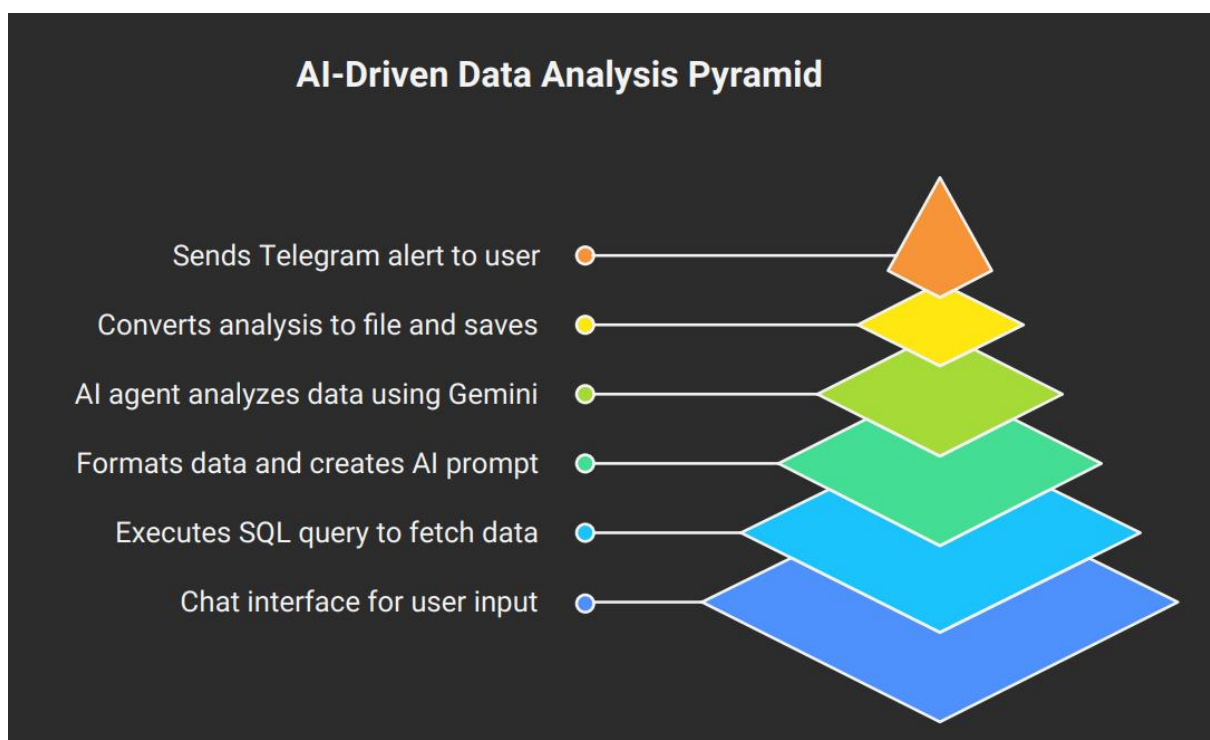 AI-Driven Data Analysis Pyramid
Sends Telegram alert to user
Converts analysis to file and saves
AI agent analyzes data using Gemini
Formats data and creates AI prompt
Executes SQL query to fetch data
Chat interface for user input